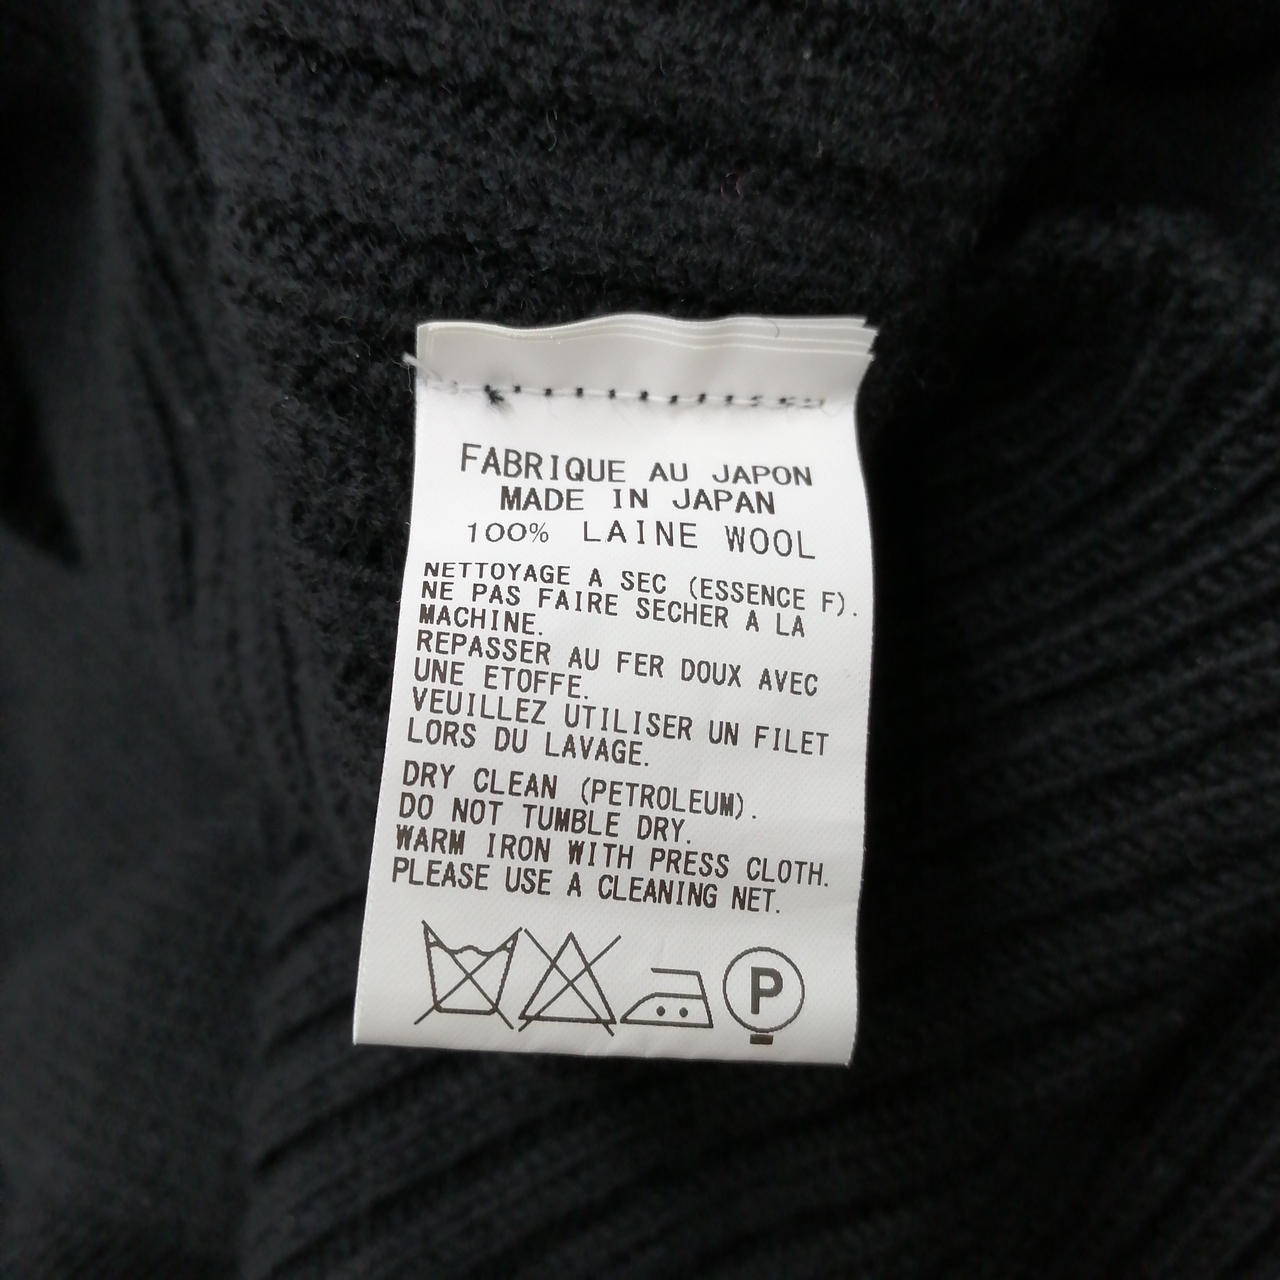 FABRIQUE AU JAPON
MADE IN JAPAN
100% LAINE WOOL
NETTOYAGE A SEC (ESSENCE F).
NE PAS FAIRE SECHER A LA
MACHINE.
REPASSER AU FER DOUX AVEC
UNE ETOFFE.
VEUILLEZ UTILISER UN FILET
LORS DU LAVAGE.
DRY CLEAN (PETROLEUM).
DO NOT TUMBLE DRY.
WARM IRON WITH PRESS CLOTH.
PLEASE USE A CLEANING NET.
P